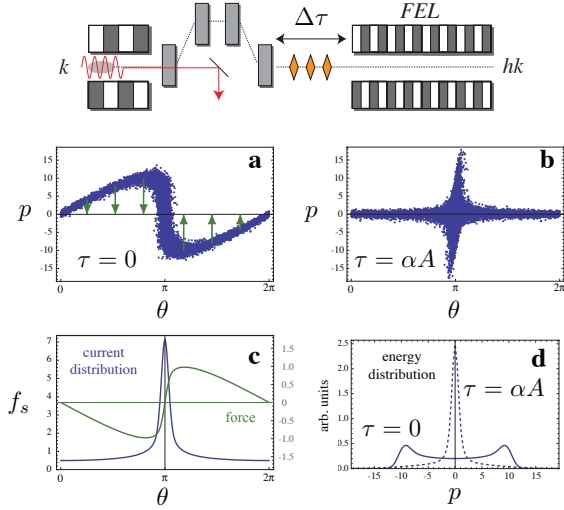 Δτ
FEL
k
hk
a
15
10
5
0
-5
-10
-15
p
τ = 0
0
π
2π
θ
b
15
10
5
0
-5
-10
-15
p
τ = αA
0
π
2π
θ
c
7
6
5
4
3
2
1
0
current
distribution
force
1.5
1.0
0.5
0.0
-0.5
-1.0
-1.5
f_s
0
π
2π
θ
d
2.5
2.0
1.5
1.0
0.5
0.0
arb. units
energy
distribution
τ = αA
τ = 0
-15
-10
-5
0
5
10
15
p